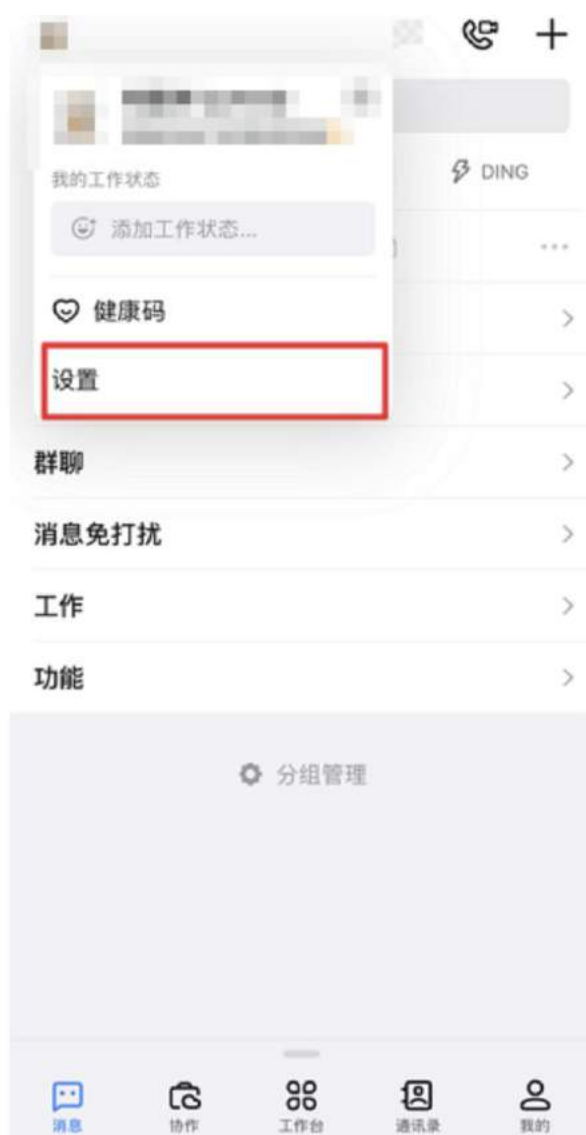 我的工作状态
添加工作状态...
DING
健康码
设置
群聊
消息免打扰
工作
功能
分组管理
消息
协作
工作台
通讯录
我的